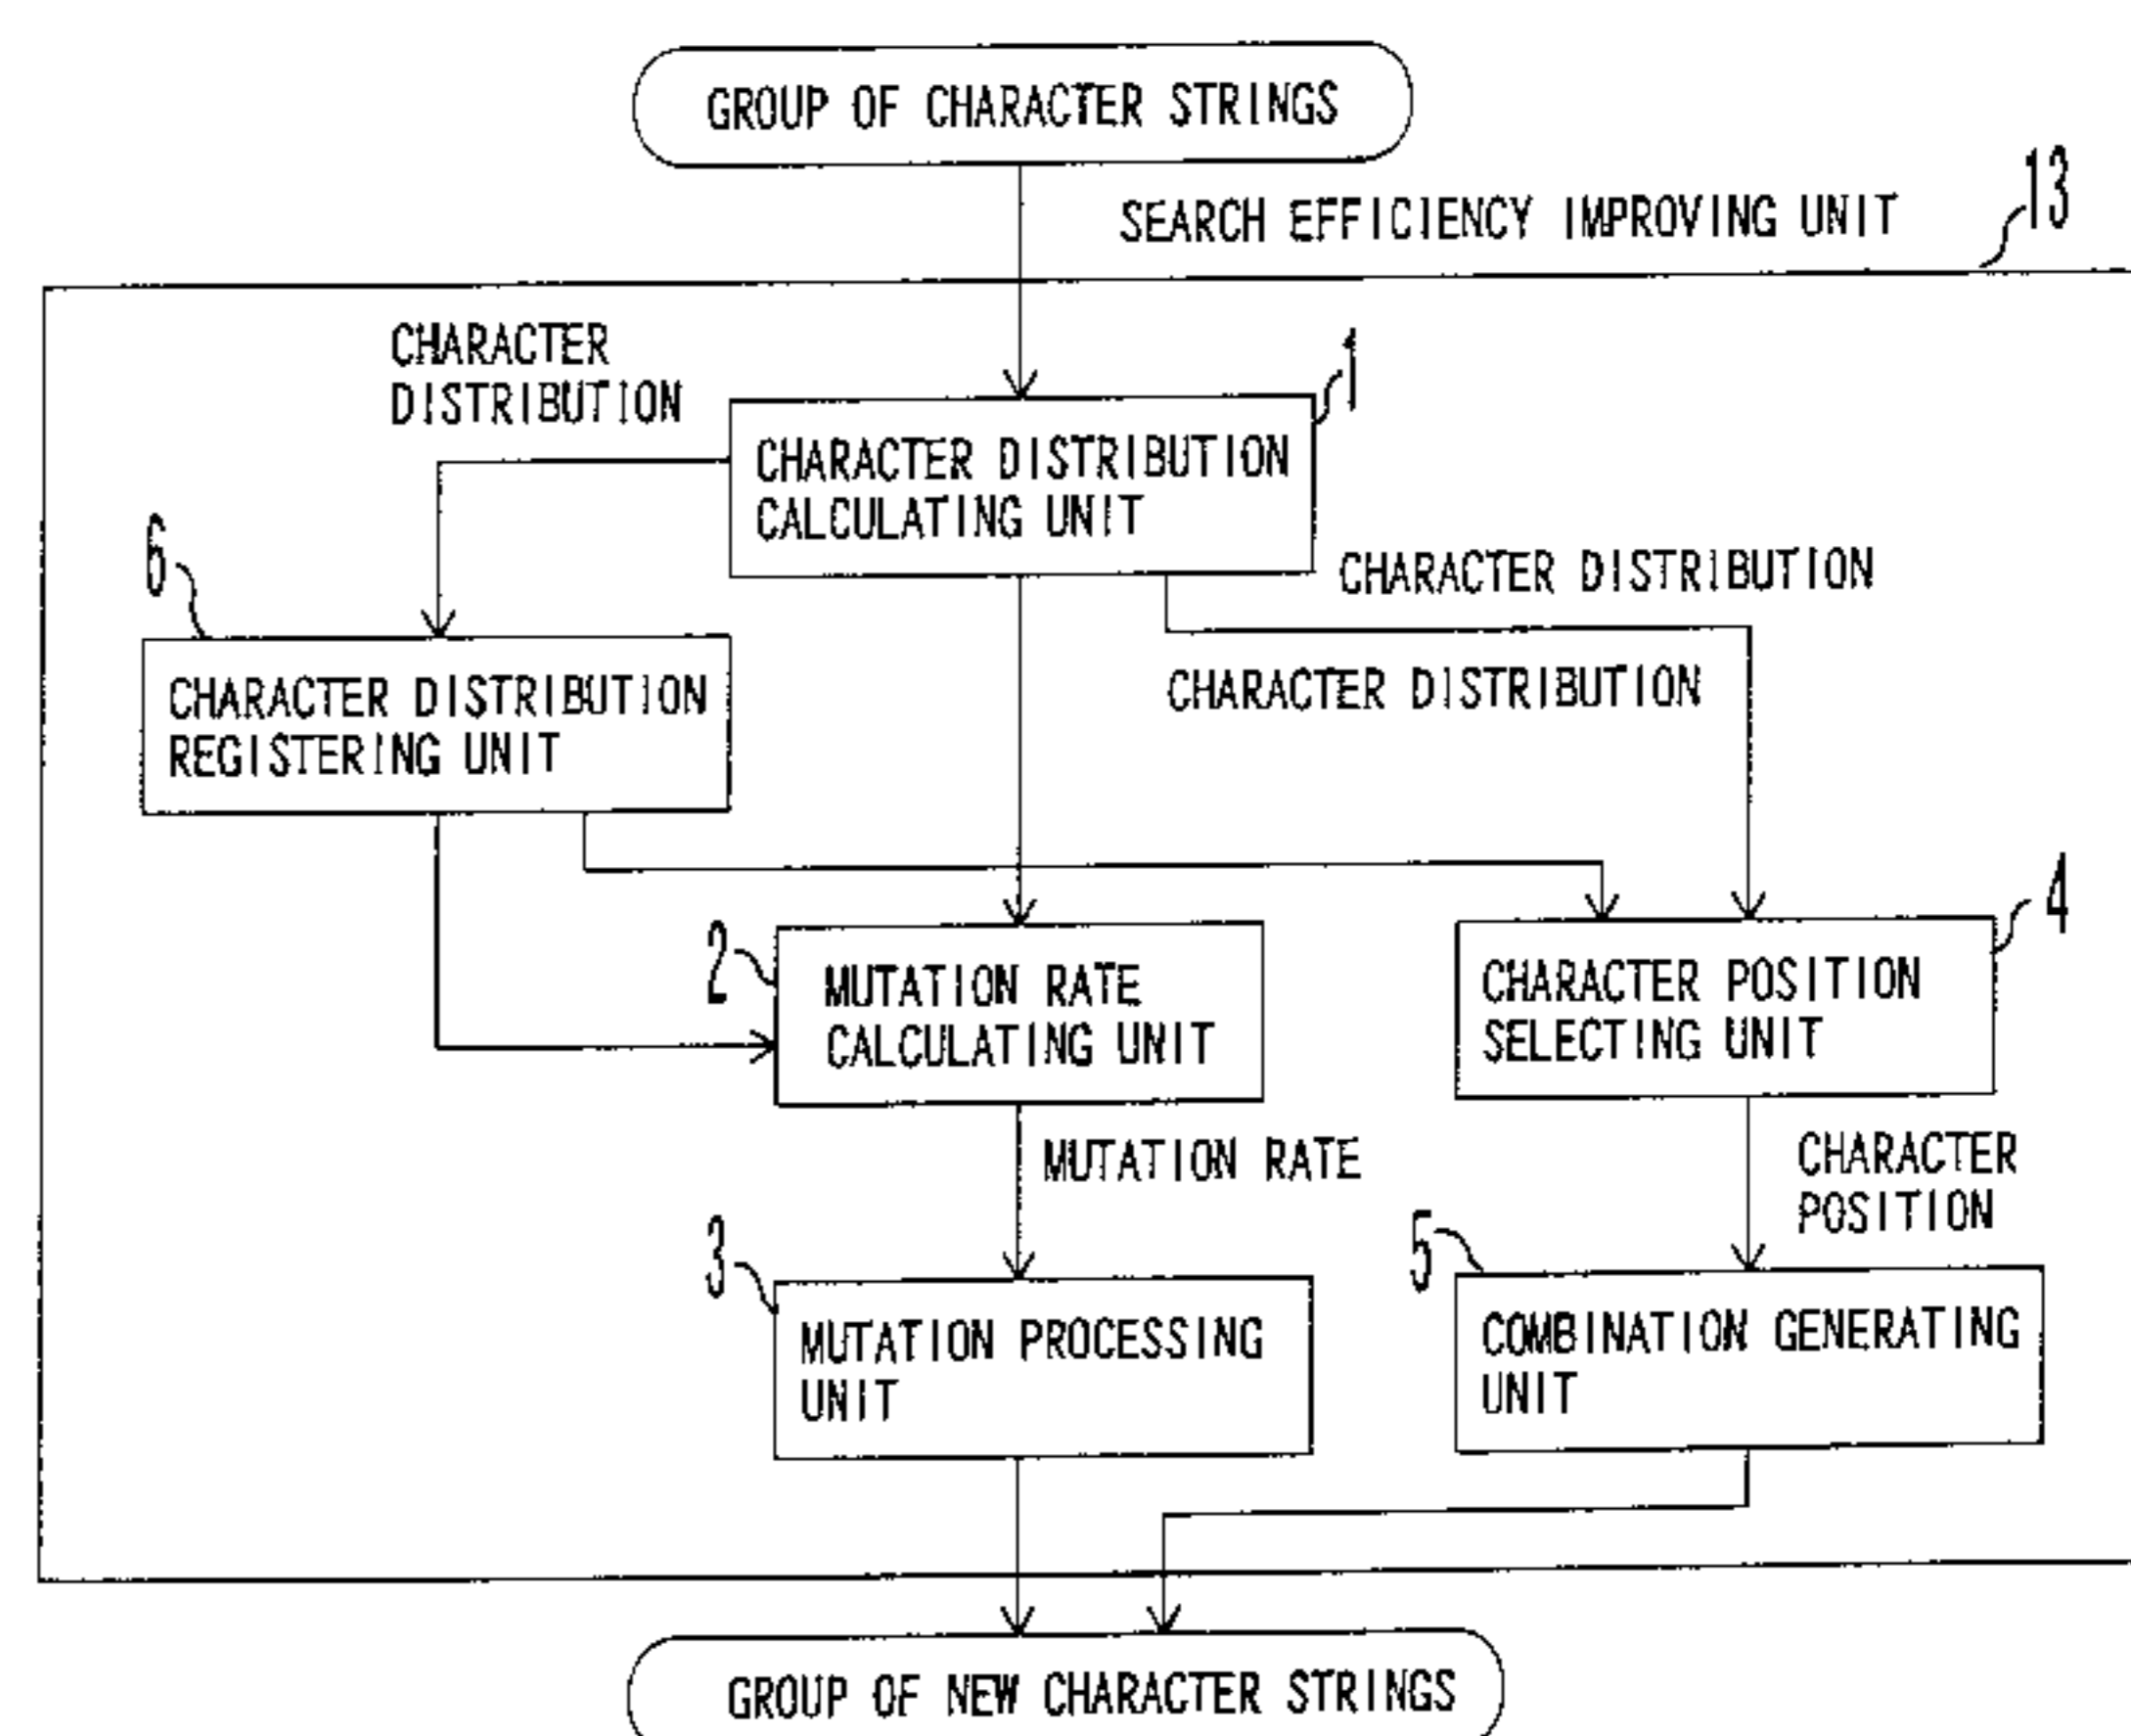 GROUP OF CHARACTER STRINGS
SEARCH EFFICIENCY IMPROVING UNIT
13
CHARACTER
DISTRIBUTION
1
CHARACTER DISTRIBUTION
CALCULATING UNIT
6
CHARACTER DISTRIBUTION
CHARACTER DISTRIBUTION
REGISTERING UNIT
CHARACTER DISTRIBUTION
2
MUTATION RATE
CALCULATING UNIT
4
CHARACTER POSITION
SELECTING UNIT
MUTATION RATE
CHARACTER
POSITION
3
MUTATION PROCESSING
UNIT
5
COMBINATION GENERATING
UNIT
GROUP OF NEW CHARACTER STRINGS